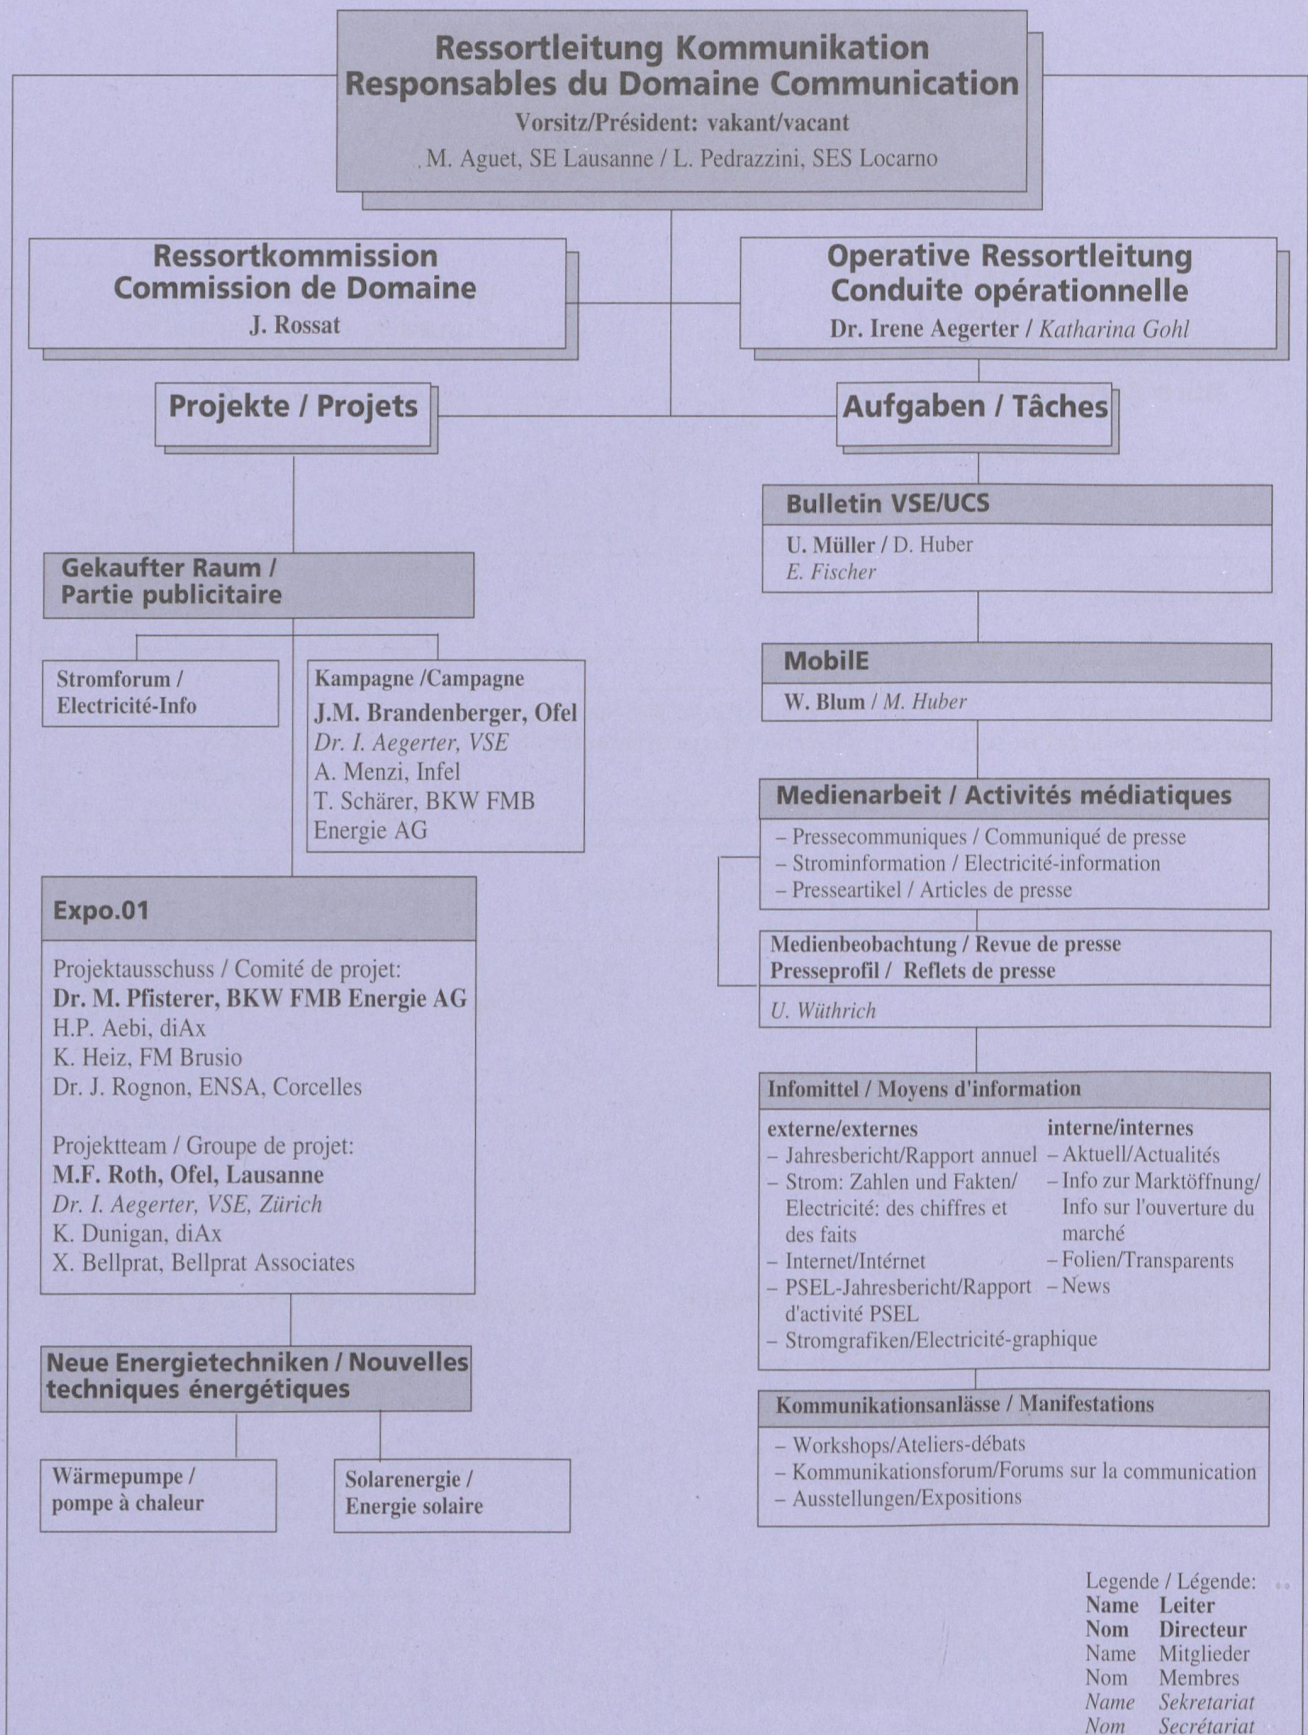 Ressortleitung Kommunikation
Responsables du Domaine Communication
Vorsitz/Président: vakant/vacant
M. Aguet, SE Lausanne / L. Pedrazzini, SES Locarno
Ressortkommission
Commission de Domaine
J. Rossat
Operative Ressortleitung
Conduite opérationnelle
Dr. Irene Aegerter / Katharina Gohl
Projekte / Projets
Aufgaben / Tâches
Gekaufter Raum /
Partie publicitaire
Stromforum /
Electricité-Info
Kampagne /Campagne
J.M. Brandenberger, Ofel
Dr. I. Aegerter, VSE
A. Menzi, Infel
T. Schärer, BKW FMB
Energie AG
Expo.01
Projektausschuss / Comité de projet:
Dr. M. Pfisterer, BKW FMB Energie AG
H.P. Aebi, diAx
K. Heiz, FM Brusio
Dr. J. Rognon, ENSA, Corcelles
Projektteam / Groupe de projet:
M.F. Roth, Ofel, Lausanne
Dr. I. Aegerter, VSE, Zürich
K. Dunigan, diAx
X. Bellprat, Bellprat Associates
Neue Energietechniken / Nouvelles
techniques énergétiques
Wärmepumpe /
pompe à chaleur
Solarenergie /
Energie solaire
Bulletin VSE/UCS
U. Müller / D. Huber
E. Fischer
MobilE
W. Blum / M. Huber
Medienarbeit / Activités médiatiques
– Pressecommuniques / Communiqué de presse
– Strominformation / Electricité-information
– Presseartikel / Articles de presse
Medienbeobachtung / Revue de presse
Presseprofil / Reflets de presse
U. Wüthrich
Infomittel / Moyens d'information
externe/externes
– Jahresbericht/Rapport annuel
– Strom: Zahlen und Fakten/
Electricité: des chiffres et
des faits
– Internet/Intérnet
– PSEL-Jahresbericht/Rapport
d'activité PSEL
– Stromgrafiken/Electricité-graphique
interne/internes
– Aktuell/Actualités
– Info zur Marktöffnung/
Info sur l'ouverture du
marché
– Folien/Transparents
– News
Kommunikationsanlässe / Manifestations
– Workshops/Ateliers-débats
– Kommunikationsforum/Forums sur la communication
– Ausstellungen/Expositions
Legende / Légende:
Name Leiter
Nom Directeur
Name Mitglieder
Nom Membres
Name Sekretariat
Nom Secrétariat